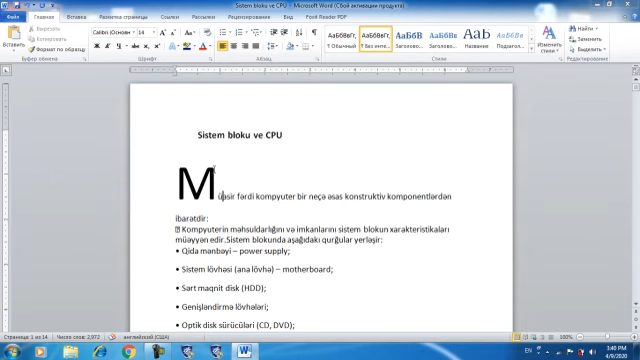 Sistem bloku ve CPU - Microsoft Word (Сбой активации продукта)
Файл Главная Вставка Разметка страницы Ссылки Рассылки Рецензирование Вид Foxit Reader PDF
Вставить
Вырезать
Копировать
Формат по образцу
Буфер обмена
Calibri (Основ 14
Шрифт
Абзац
АаБбВвГг,
¶ Обычный
АаБбВвГг,
¶ Без инте...
АаБбВ
Заголово...
АаБбВв
Заголово...
Aab
Название
АаБбВв
Подзагол...
Изменить стили
Стили
Найти
Заменить
Выделить
Редактирование
Sistem bloku ve CPU
Müasir fərdi kompyuter bir neçə əsas konstruktiv komponentlərdən
ibarətdir:
Kompyuterin məhsuldarlığını və imkanlarını sistem blokun xarakteristikaları
müəyyən edir.Sistem blokunda aşağıdakı qurğular yerləşir:
• Qida mənbəyi – power supply;
• Sistem lövhəsi (ana lövhə) – motherboard;
• Sərt maqnit disk (HDD);
• Genişləndirmə lövhələri;
• Optik disk sürücüləri (CD, DVD);
Страница: 1 из 14 Число слов: 2,972 английский (США) 100%
EN 3:40 PM
4/9/2020